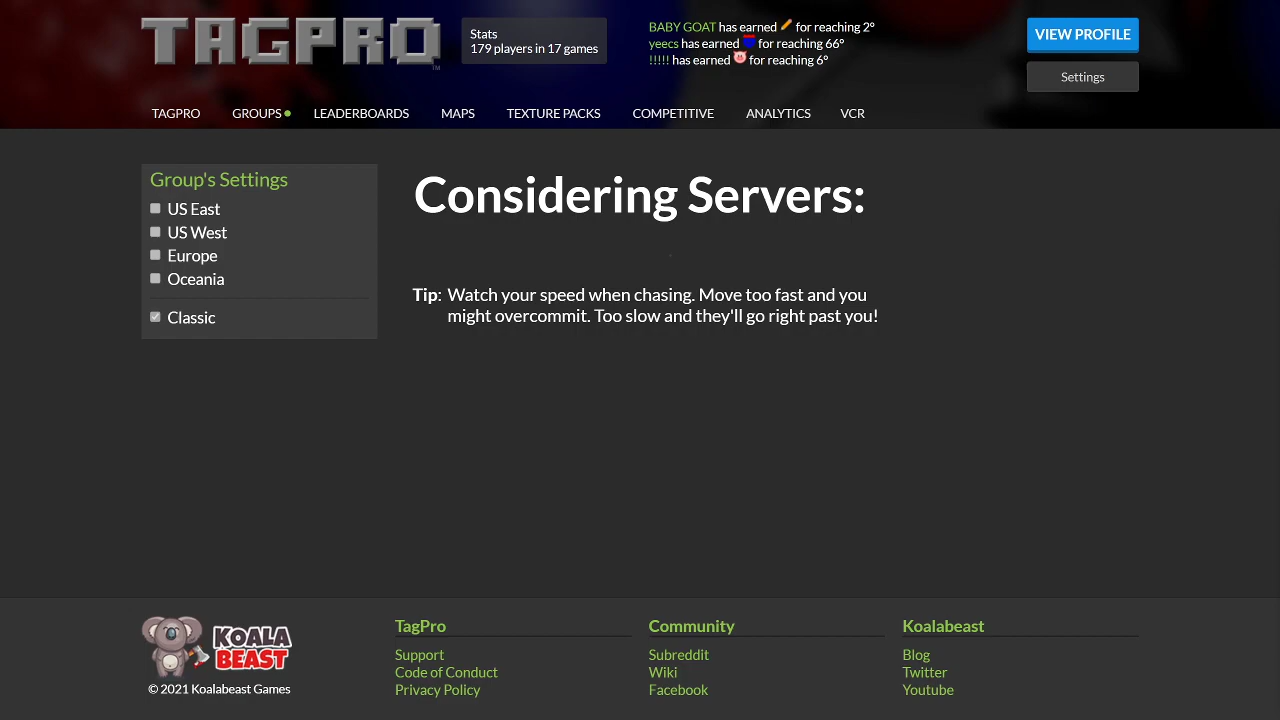 TAGPRO
TM
Stats
179 players in 17 games
BABY GOAT has earned for reaching 2°
yeecs has earned for reaching 66°
!!!!! has earned for reaching 6°
VIEW PROFILE
Settings
TAGPRO GROUPS LEADERBOARDS MAPS TEXTURE PACKS COMPETITIVE ANALYTICS VCR
Group's Settings
US East
US West
Europe
Oceania
Classic
Considering Servers:
Tip: Watch your speed when chasing. Move too fast and you
might overcommit. Too slow and they'll go right past you!
KOALA
BEAST
© 2021 Koalabeast Games
TagPro
Support
Code of Conduct
Privacy Policy
Community
Subreddit
Wiki
Facebook
Koalabeast
Blog
Twitter
Youtube